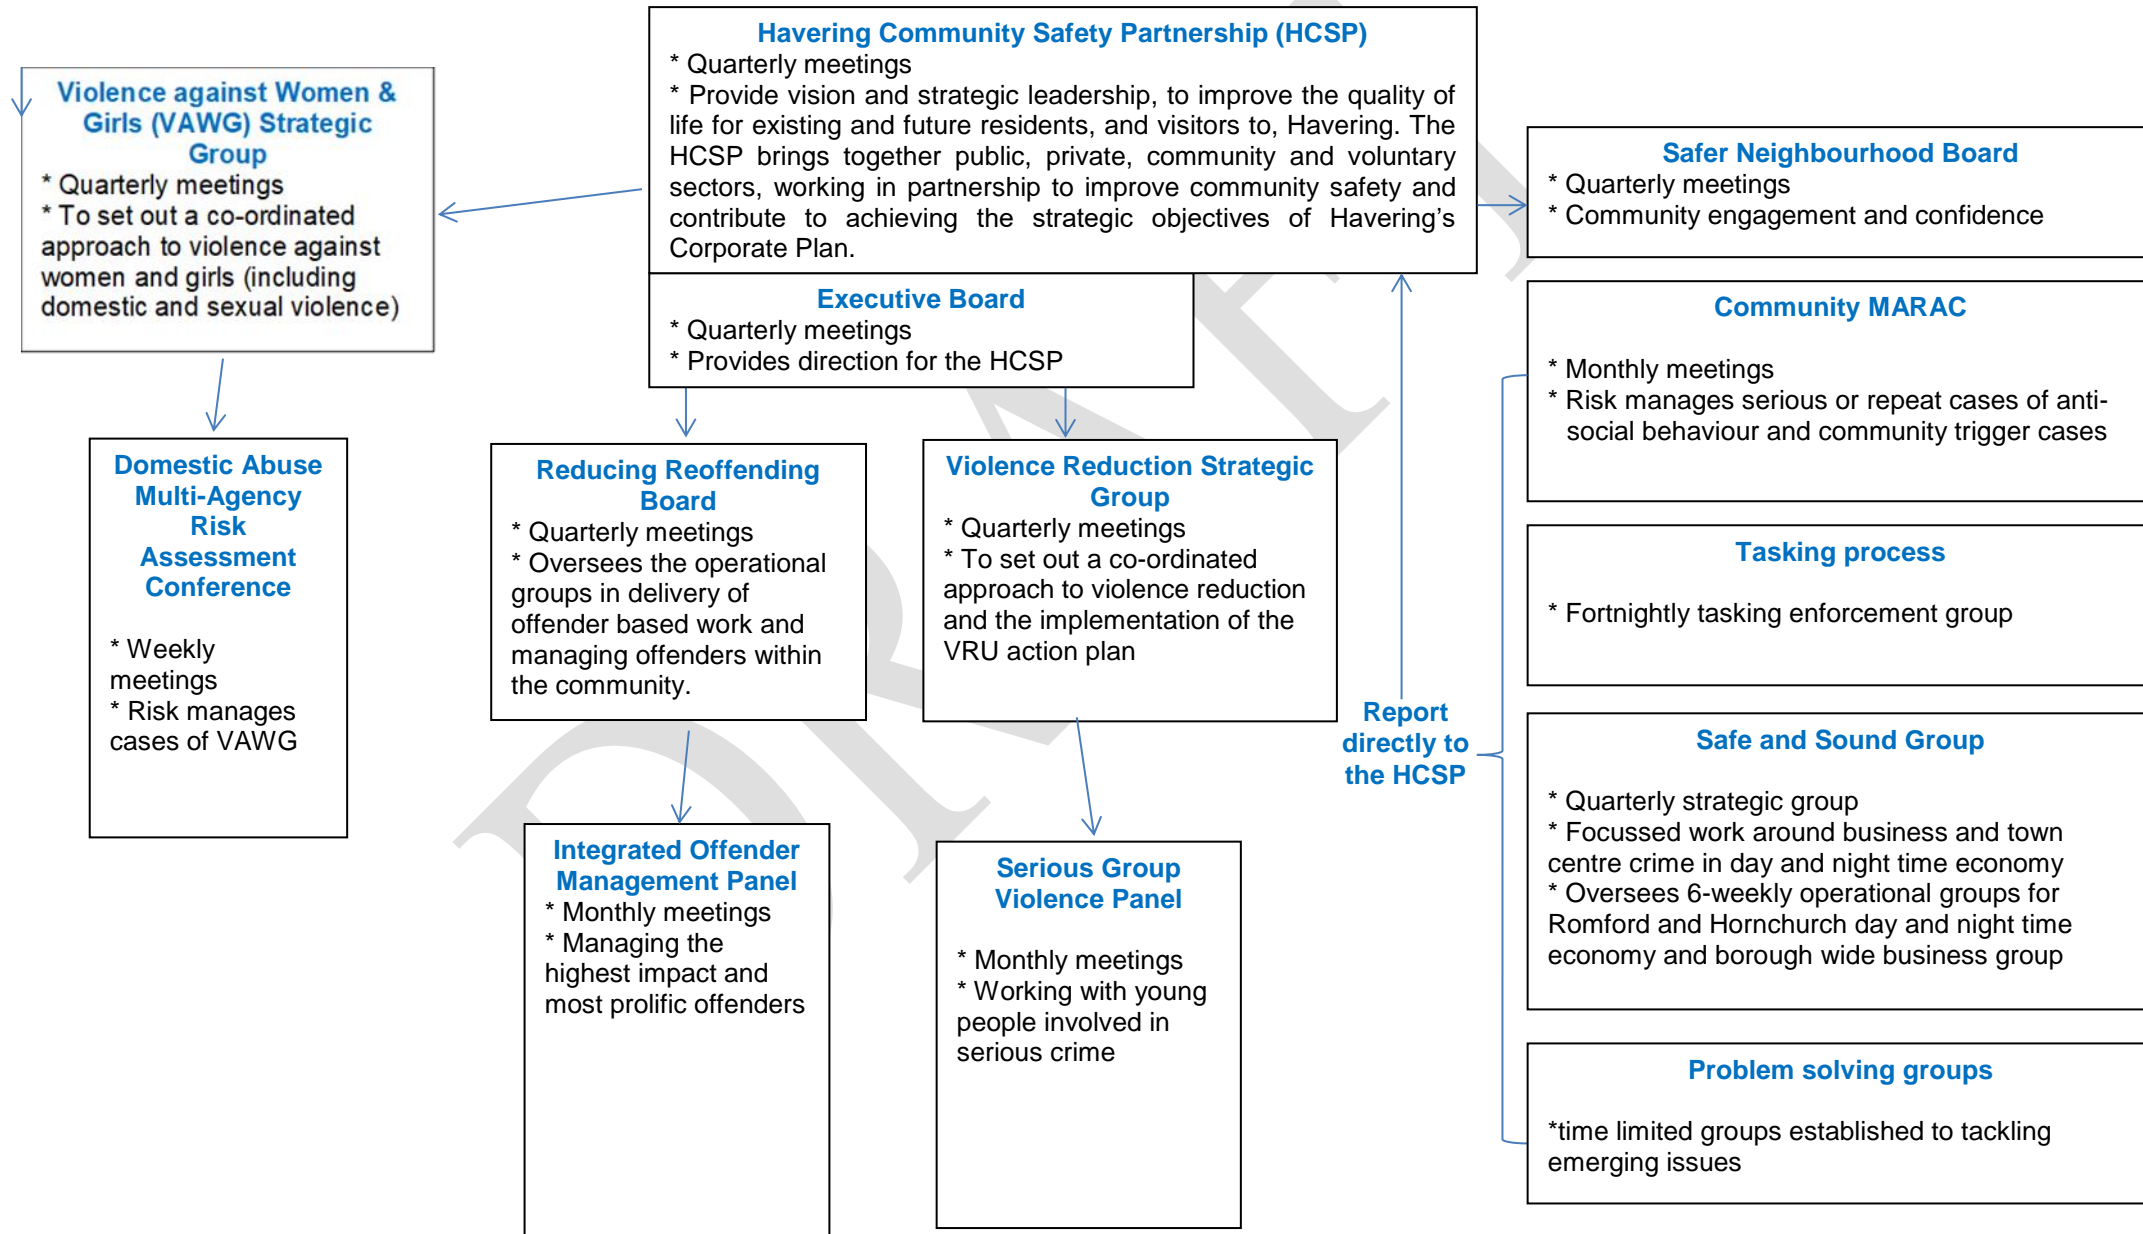 Havering Community Safety Partnership (HCSP)
* Quarterly meetings
* Provide vision and strategic leadership, to improve the quality of
life for existing and future residents, and visitors to, Havering. The
HCSP brings together public, private, community and voluntary
sectors, working in partnership to improve community safety and
contribute to achieving the strategic objectives of Havering's
Corporate Plan.
Executive Board
* Quarterly meetings
* Provides direction for the HCSP
Violence against Women &
Girls (VAWG) Strategic
Group
* Quarterly meetings
* To set out a co-ordinated
approach to violence against
women and girls (including
domestic and sexual violence)
Domestic Abuse
Multi-Agency
Risk
Assessment
Conference
* Weekly
meetings
* Risk manages
cases of VAWG
Reducing Reoffending
Board
* Quarterly meetings
* Oversees the operational
groups in delivery of
offender based work and
managing offenders within
the community.
Integrated Offender
Management Panel
* Monthly meetings
* Managing the
highest impact and
most prolific offenders
Violence Reduction Strategic
Group
* Quarterly meetings
* To set out a co-ordinated
approach to violence reduction
and the implementation of the
VRU action plan
Serious Group
Violence Panel
* Monthly meetings
* Working with young
people involved in
serious crime
Report
directly to
the HCSP
Safer Neighbourhood Board
* Quarterly meetings
* Community engagement and confidence
Community MARAC
* Monthly meetings
* Risk manages serious or repeat cases of anti-
social behaviour and community trigger cases
Tasking process
* Fortnightly tasking enforcement group
Safe and Sound Group
* Quarterly strategic group
* Focussed work around business and town
centre crime in day and night time economy
* Oversees 6-weekly operational groups for
Romford and Hornchurch day and night time
economy and borough wide business group
Problem solving groups
*time limited groups established to tackling
emerging issues
DRAFT